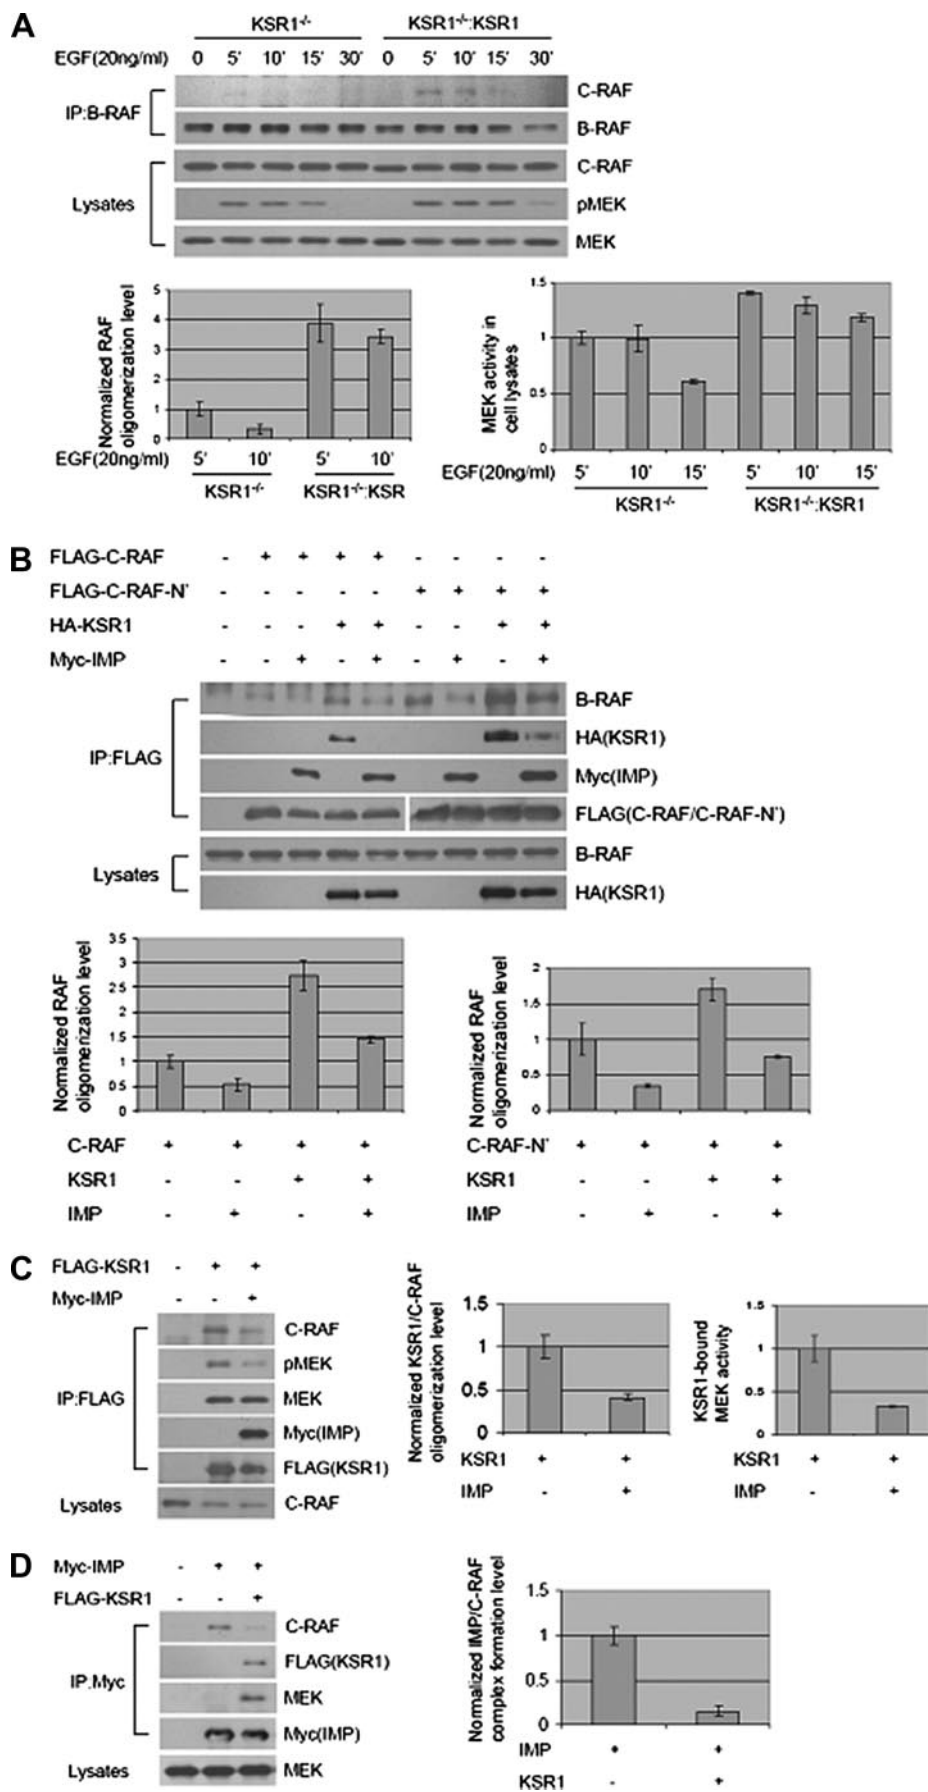 A
KSR1-/- KSR1-/-:KSR1
EGF(20ng/ml) 0 5' 10' 15' 30' 0 5' 10' 15' 30'
IP:B-RAF
C-RAF
B-RAF
Lysates
C-RAF
pMEK
MEK
Normalized RAF
oligomerization level
5
4
3
2
1
0
EGF(20ng/ml) 5' 10' 5' 10'
KSR1-/- KSR1-/-:KSR
MEK activity in
cell lysates
1.5
1
0.5
0
EGF(20ng/ml) 5' 10' 15' 5' 10' 15'
KSR1-/- KSR1-/-:KSR1
B
FLAG-C-RAF - + + + + - - - -
FLAG-C-RAF-N' - - - - - + + + +
HA-KSR1 - - - + + - - + +
Myc-IMP - - + - + - + - +
IP:FLAG
B-RAF
HA(KSR1)
Myc(IMP)
FLAG(C-RAF/C-RAF-N')
Lysates
B-RAF
HA(KSR1)
Normalized RAF
oligomerization level
3.5
3
2.5
2
1.5
1
0.5
0
C-RAF + + + +
KSR1 - - + +
IMP - + - +
Normalized RAF
oligomerization level
2
1.5
1
0.5
0
C-RAF-N' + + + +
KSR1 - - + +
IMP - + - +
C
FLAG-KSR1 - + +
Myc-IMP - - +
IP:FLAG
C-RAF
pMEK
MEK
Myc(IMP)
FLAG(KSR1)
Lysates
C-RAF
Normalized KSR1/C-RAF
oligomerization level
1.5
1
0.5
0
KSR1 + +
IMP - +
KSR1-bound
MEK activity
1.5
1
0.5
0
KSR1 + +
IMP - +
D
Myc-IMP - + +
FLAG-KSR1 - - +
IP:Myc
C-RAF
FLAG(KSR1)
MEK
Myc(IMP)
Lysates
MEK
Normalized IMP/C-RAF
complex formation level
1.5
1
0.5
0
IMP + +
KSR1 - +